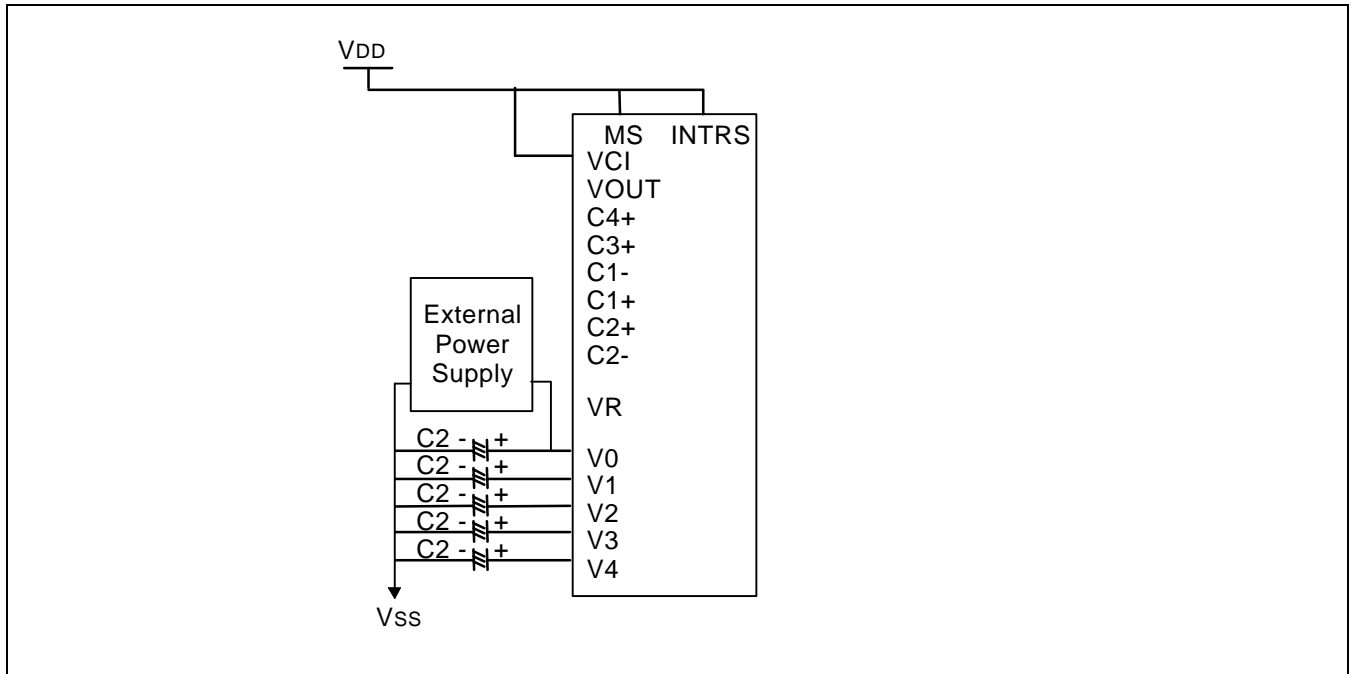 VDD
MS INTRS
VCI
VOUT
C4+
C3+
C1-
C1+
C2+
C2-
VR
External
Power
Supply
C2 - +
V0
C2 - +
V1
C2 - +
V2
C2 - +
V3
C2 - +
V4
VSS